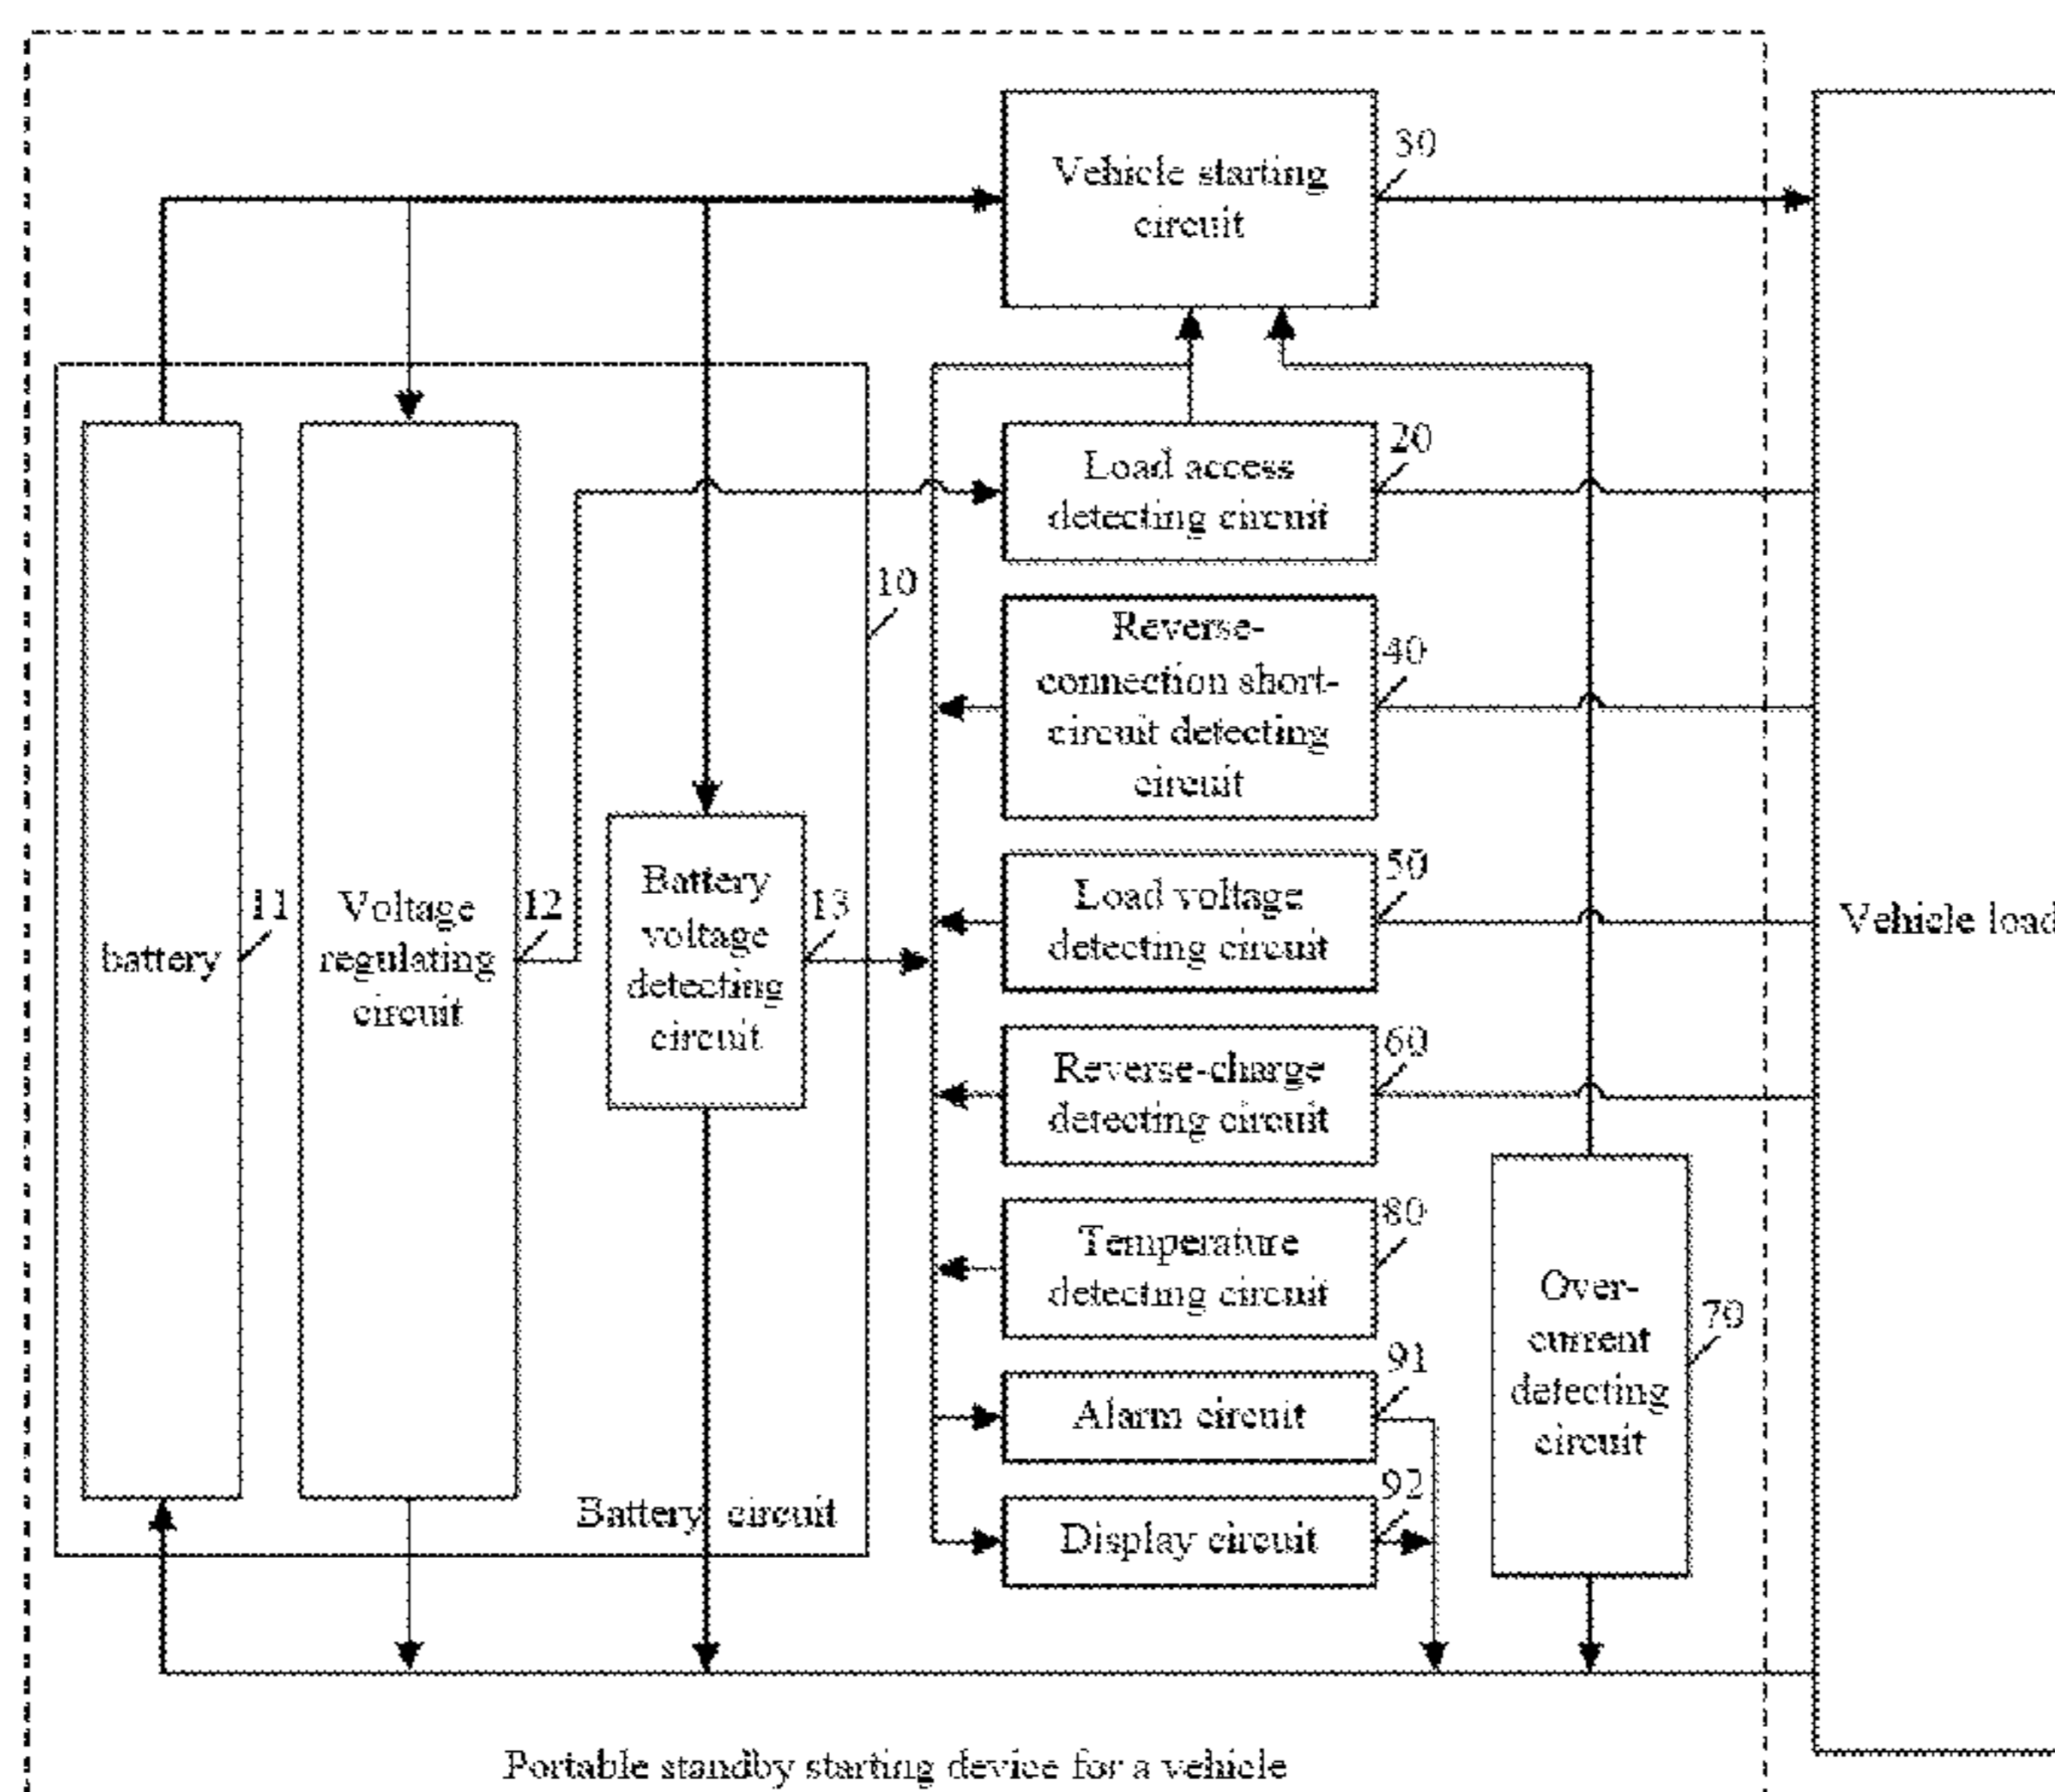 Vehicle starting
circuit
30
Load access
detecting circuit
20
10
Reverse-
connection short-
circuit detecting
circuit
40
battery
11
Voltage
regulating
circuit
12
Battery
voltage
detecting
circuit
13
Load voltage
detecting circuit
50
Vehicle load
Reverse-charge
detecting circuit
60
Temperature
detecting circuit
80
Over-
current
detecting
circuit
70
Alarm circuit
91
Battery circuit
Display circuit
92
Portable standby starting device for a vehicle